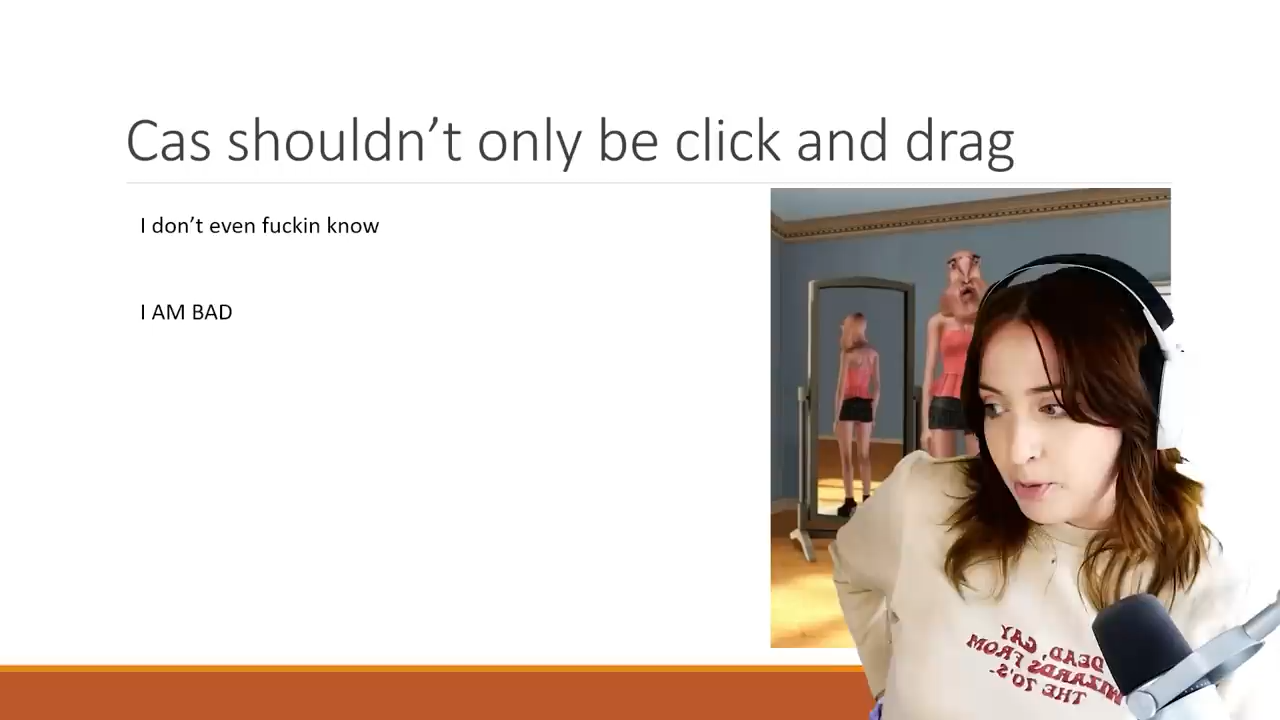 Cas shouldn’t only be click and drag
I don’t even fuckin know
I AM BAD
DEAD, GAY
WIZARDS FROM
THE 70'S.